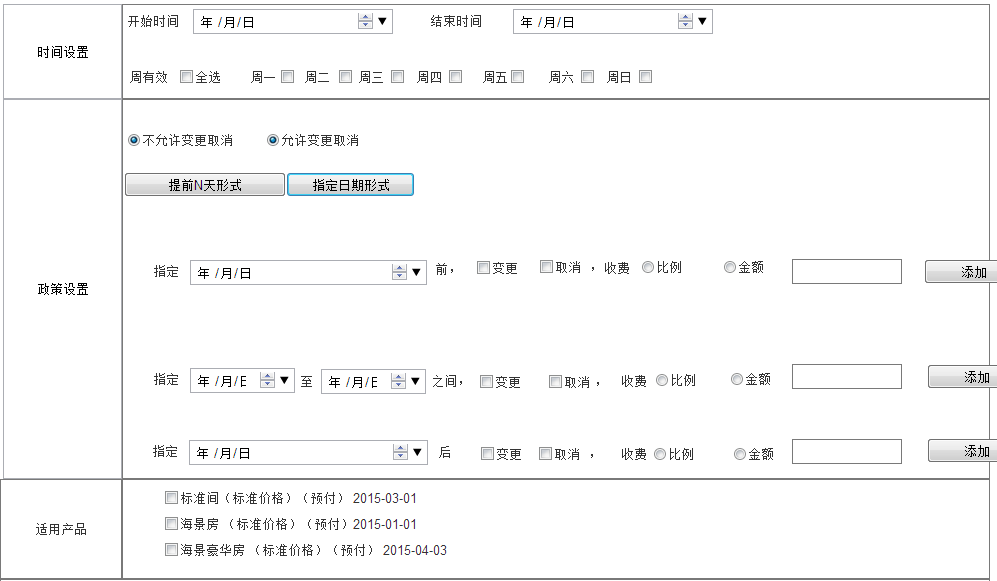 开始时间 年 /月/日 结束时间 年 /月/日
时间设置
周有效 全选 周一 周二 周三 周四 周五 周六 周日
不允许变更取消 允许变更取消
提前N天形式 指定日期形式
指定 年 /月/日 前， 变更 取消 ，收费 比例 金额 添加
政策设置
指定 年 /月/ 至 年 /月/ 之间， 变更 取消 ， 收费 比例 金额 添加
指定 年 /月/日 后 变更 取消 ， 收费 比例 金额 添加
标准间（标准价格）（预付） 2015-03-01
适用产品
海景房 （标准价格）（预付）2015-01-01
海景豪华房 （标准价格）（预付） 2015-04-03